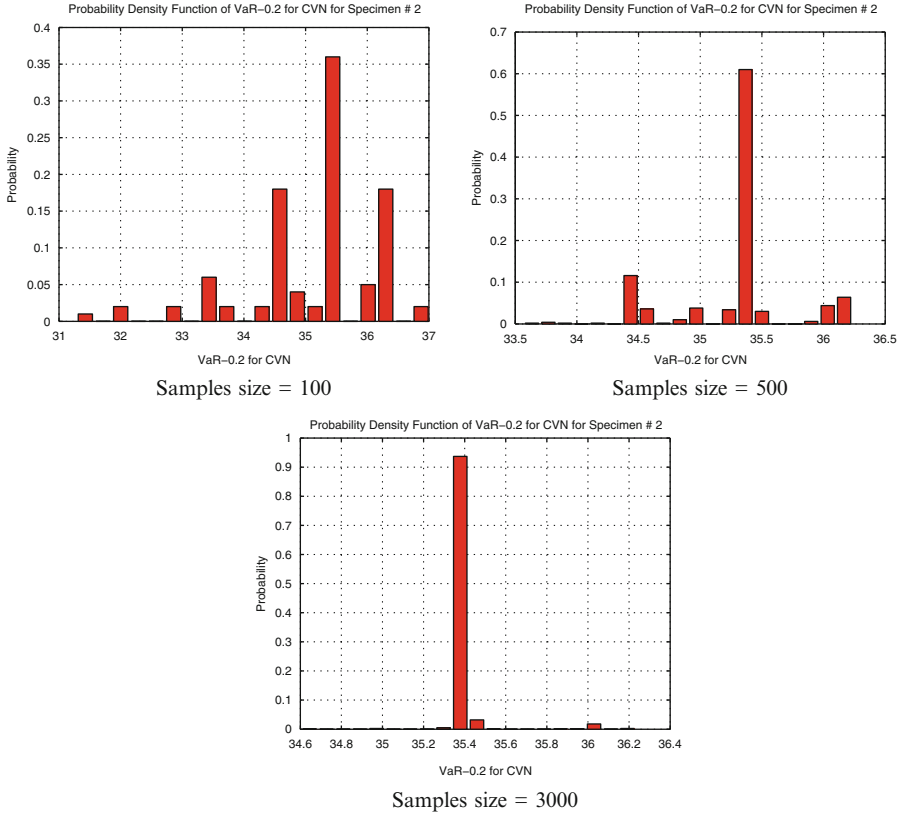 Probability Density Function of VaR−0.2 for CVN for Specimen # 2
0.4
0.35
0.3
0.25
0.2
0.15
0.1
0.05
0
Probability
31 32 33 34 35 36 37
VaR−0.2 for CVN
Samples size = 100
Probability Density Function of VaR−0.2 for CVN for Specimen # 2
0.7
0.6
0.5
0.4
0.3
0.2
0.1
0
Probability
33.5 34 34.5 35 35.5 36 36.5
VaR−0.2 for CVN
Samples size = 500
Probability Density Function of VaR−0.2 for CVN for Specimen # 2
1
0.9
0.8
0.7
0.6
0.5
0.4
0.3
0.2
0.1
0
Probability
34.6 34.8 35 35.2 35.4 35.6 35.8 36 36.2 36.4
VaR−0.2 for CVN
Samples size = 3000